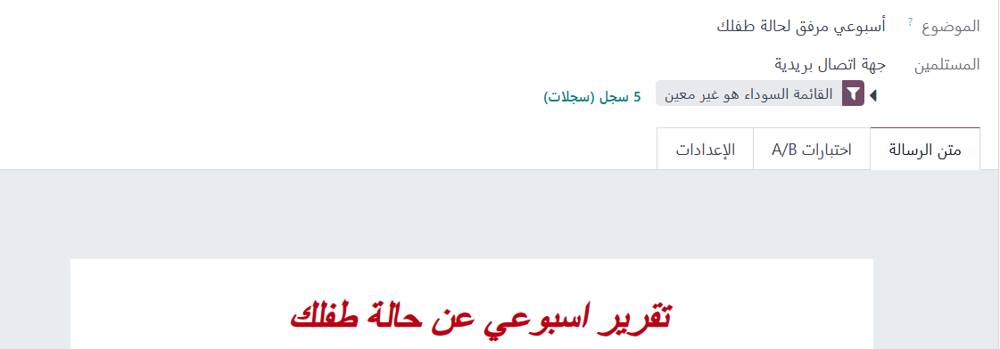 الموضوع ? أسبوعي مرفق لحالة طفلك
المستلمين جهة اتصال بريدية
القائمة السوداء هو غير معين 5 سجل (سجلات)
متن الرسالة اختبارات A/B الإعدادات
تقرير اسبوعي عن حالة طفلك